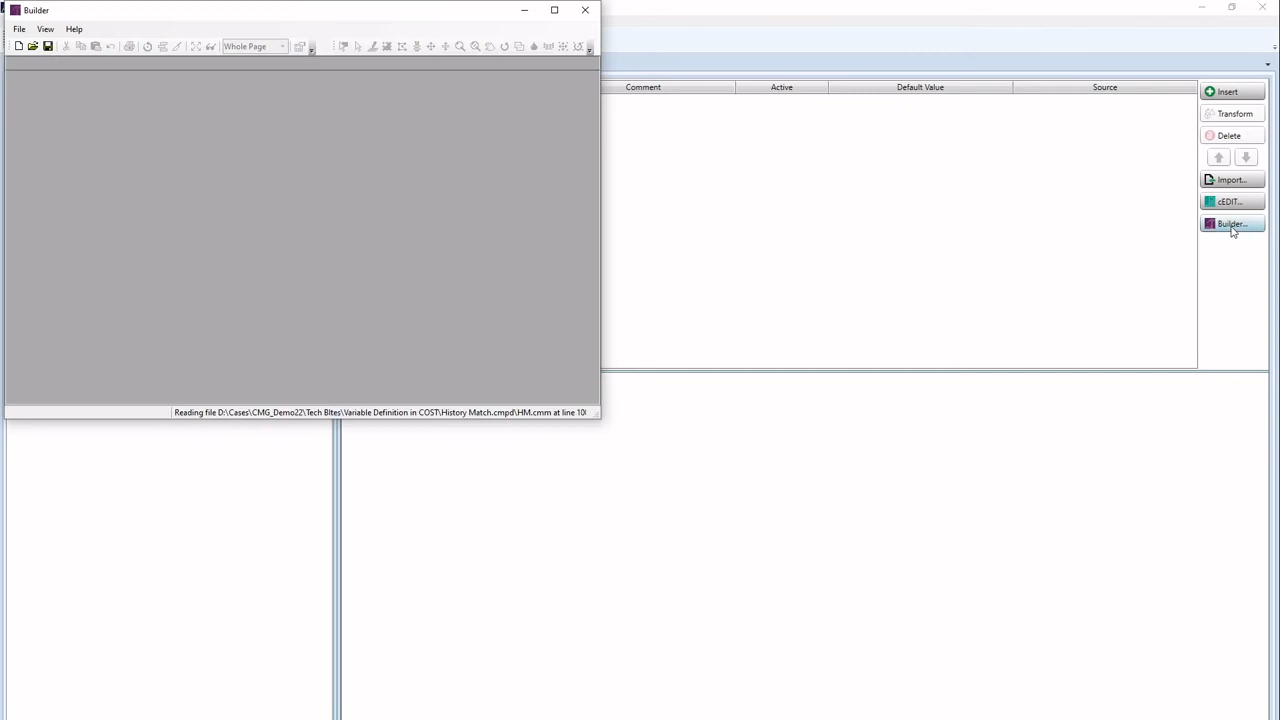 Builder
File View Help
Whole Page
Comment Active Default Value Source
Insert
Transform
Delete
Import...
cEDIT...
Builder...
Reading file D:\Cases\CMG_Demo22\Tech BItes\Variable Definition in COST\History Match.cmpd\HM.cmm at line 10